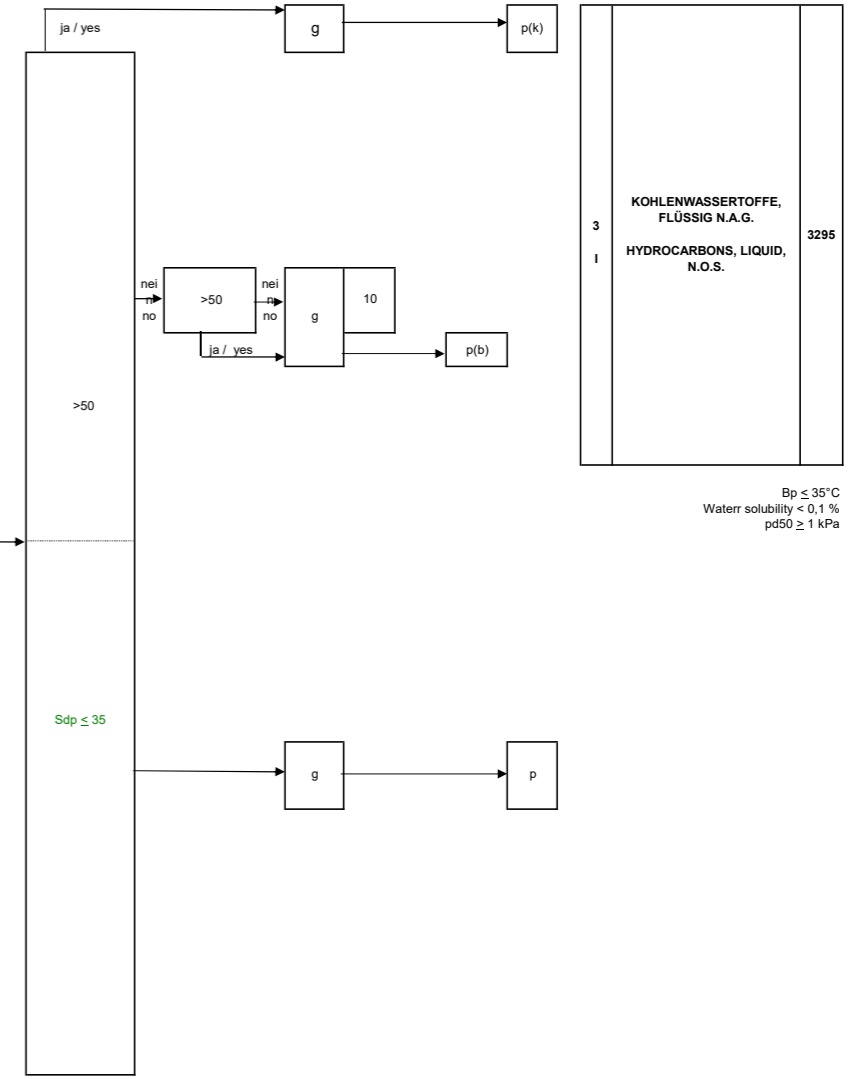 ja / yes
g
p(k)
3
I
KOHLENWASSERTOFFE,
FLÜSSIG N.A.G.
HYDROCARBONS, LIQUID,
N.O.S.
3295
nei
n
no
>50
nei
n
no
g
10
ja / yes
p(b)
>50
Bp ≤ 35°C
Waterr solubility < 0,1 %
pd50 ≥ 1 kPa
Sdp ≤ 35
g
p